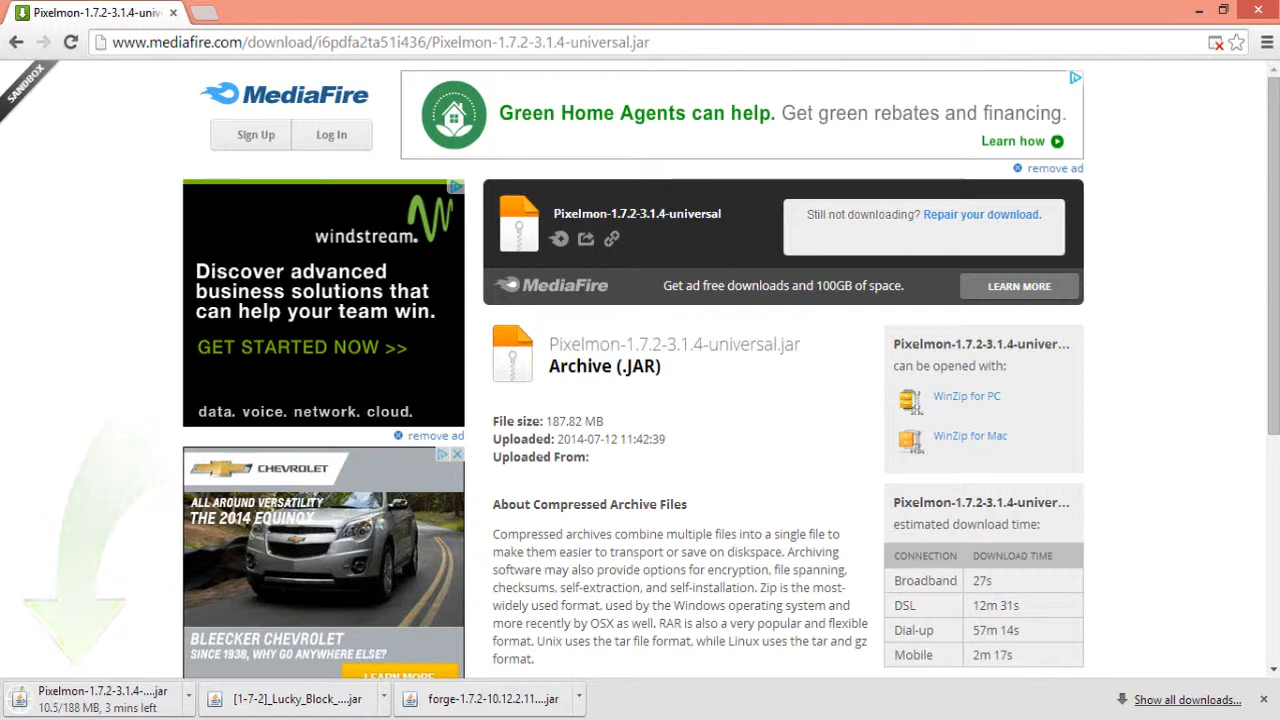 Pixelmon-1.7.2-3.1.4-univ
www.mediafire.com/download/i6pdfa2ta51i436/Pixelmon-1.7.2-3.1.4-universal.jar
SANDBOX
MediaFire
Sign Up
Log In
Green Home Agents can help. Get green rebates and financing.
Learn how
remove ad
windstream.
Discover advanced
business solutions that
can help your team win.
GET STARTED NOW >>
data. voice. network. cloud.
remove ad
Pixelmon-1.7.2-3.1.4-universal
Still not downloading? Repair your download.
MediaFire
Get ad free downloads and 100GB of space.
LEARN MORE
Pixelmon-1.7.2-3.1.4-universal.jar
Archive (.JAR)
File size: 187.82 MB
Uploaded: 2014-07-12 11:42:39
Uploaded From:
About Compressed Archive Files
Compressed archives combine multiple files into a single file to
make them easier to transport or save on diskspace. Archiving
software may also provide options for encryption, file spanning,
checksums, self-extraction, and self-installation. Zip is the most-
widely used format, used by the Windows operating system and
more recently by OSX as well. RAR is also a very popular and flexible
format. Unix uses the tar file format, while Linux uses the tar and gz
format.
Pixelmon-1.7.2-3.1.4-univer...
can be opened with:
WinZip for PC
WinZip for Mac
Pixelmon-1.7.2-3.1.4-univer...
estimated download time:
CONNECTION DOWNLOAD TIME
Broadband 27s
DSL 12m 31s
Dial-up 57m 14s
Mobile 2m 17s
CHEVROLET
ALL AROUND VERSATILITY
THE 2014 EQUINOX
BLEECKER CHEVROLET
SINCE 1938, WHY GO ANYWHERE ELSE?
LEARN MORE
Pixelmon-1.7.2-3.1.4-....jar
10.5/188 MB, 3 mins left
[1-7-2]_Lucky_Block_....jar
forge-1.7.2-10.12.2.11....jar
Show all downloads...